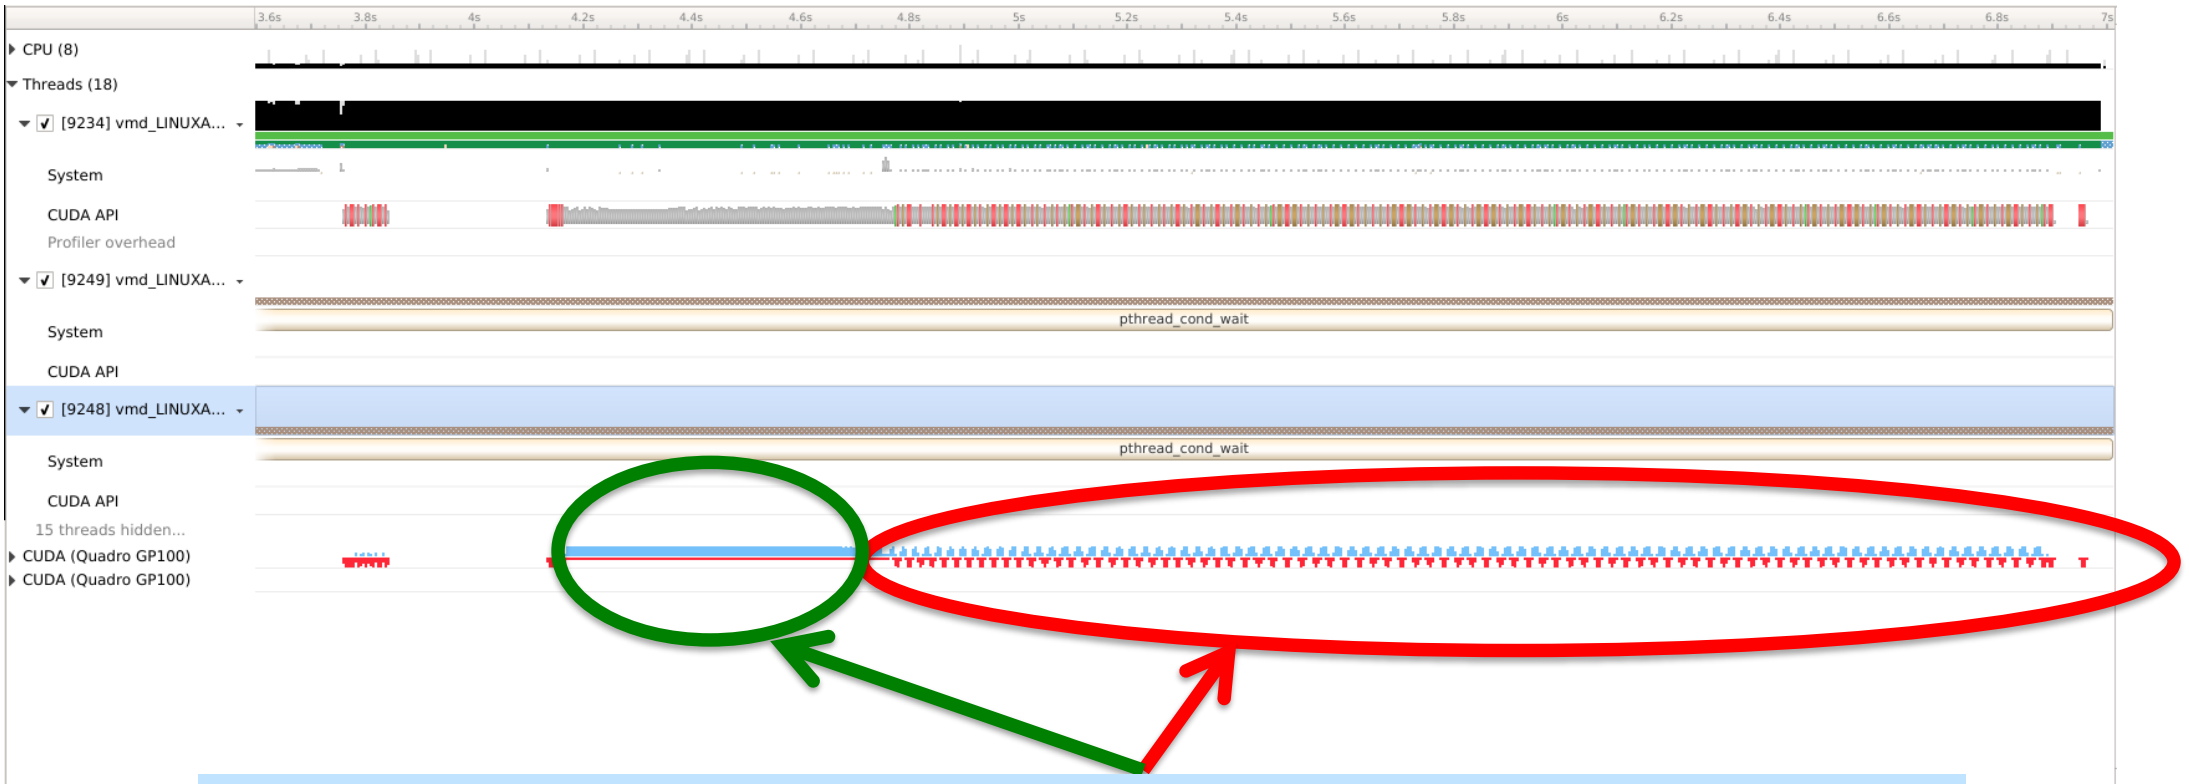 3.6s 3.8s 4s 4.2s 4.4s 4.6s 4.8s 5s 5.2s 5.4s 5.6s 5.8s 6s 6.2s 6.4s 6.6s 6.8s 7s
CPU (8)
Threads (18)
[9234] vmd_LINUXA...
System
CUDA API
Profiler overhead
[9249] vmd_LINUXA...
pthread_cond_wait
System
CUDA API
[9248] vmd_LINUXA...
pthread_cond_wait
System
CUDA API
15 threads hidden...
CUDA (Quadro GP100)
CUDA (Quadro GP100)